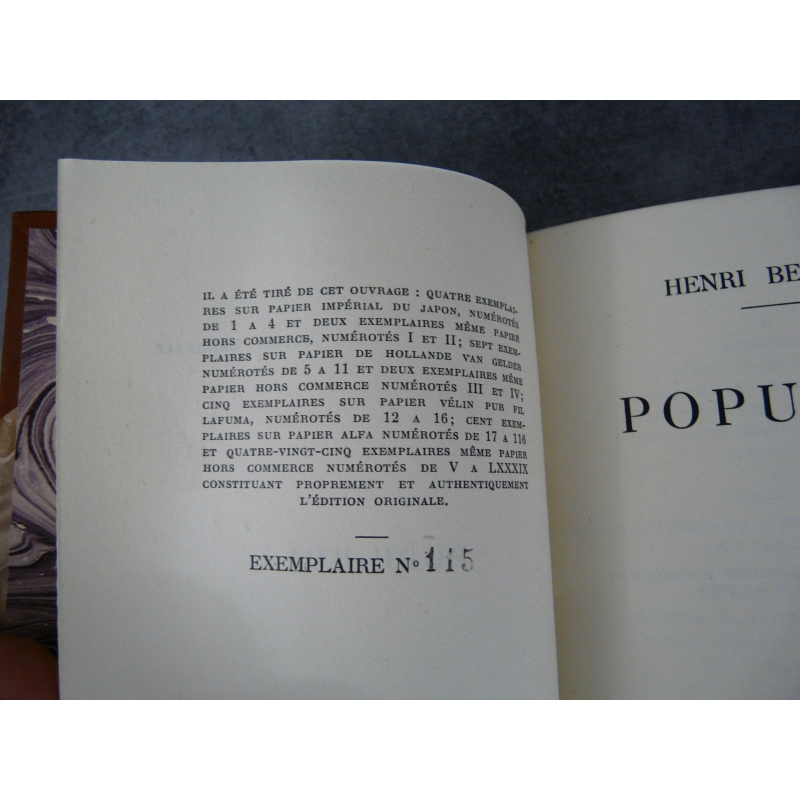 IL A ÉTÉ TIRÉ DE CET OUVRAGE : QUATRE EXEMPLAI-
RES SUR PAPIER IMPÉRIAL DU JAPON, NUMÉROTÉS
DE 1 A 4 ET DEUX EXEMPLAIRES MÊME PAPIER
HORS COMMERCE, NUMÉROTÉS I ET II; SEPT EXEM-
PLAIRES SUR PAPIER DE HOLLANDE VAN GELDER
NUMÉROTÉS DE 5 A 11 ET DEUX EXEMPLAIRES MÊME
PAPIER HORS COMMERCE NUMÉROTÉS III ET IV;
CINQ EXEMPLAIRES SUR PAPIER VÉLIN PUR FIL
LAFUMA, NUMÉROTÉS DE 12 A 16; CENT EXEM-
PLAIRES SUR PAPIER ALFA NUMÉROTÉS DE 17 A 116
ET QUATRE-VINGT-CINQ EXEMPLAIRES MÊME PAPIER
HORS COMMERCE NUMÉROTÉS DE V A LXXXIX
CONSTITUANT PROPREMENT ET AUTHENTIQUEMENT
L'ÉDITION ORIGINALE.
EXEMPLAIRE N° 115
HENRI BE
POPU